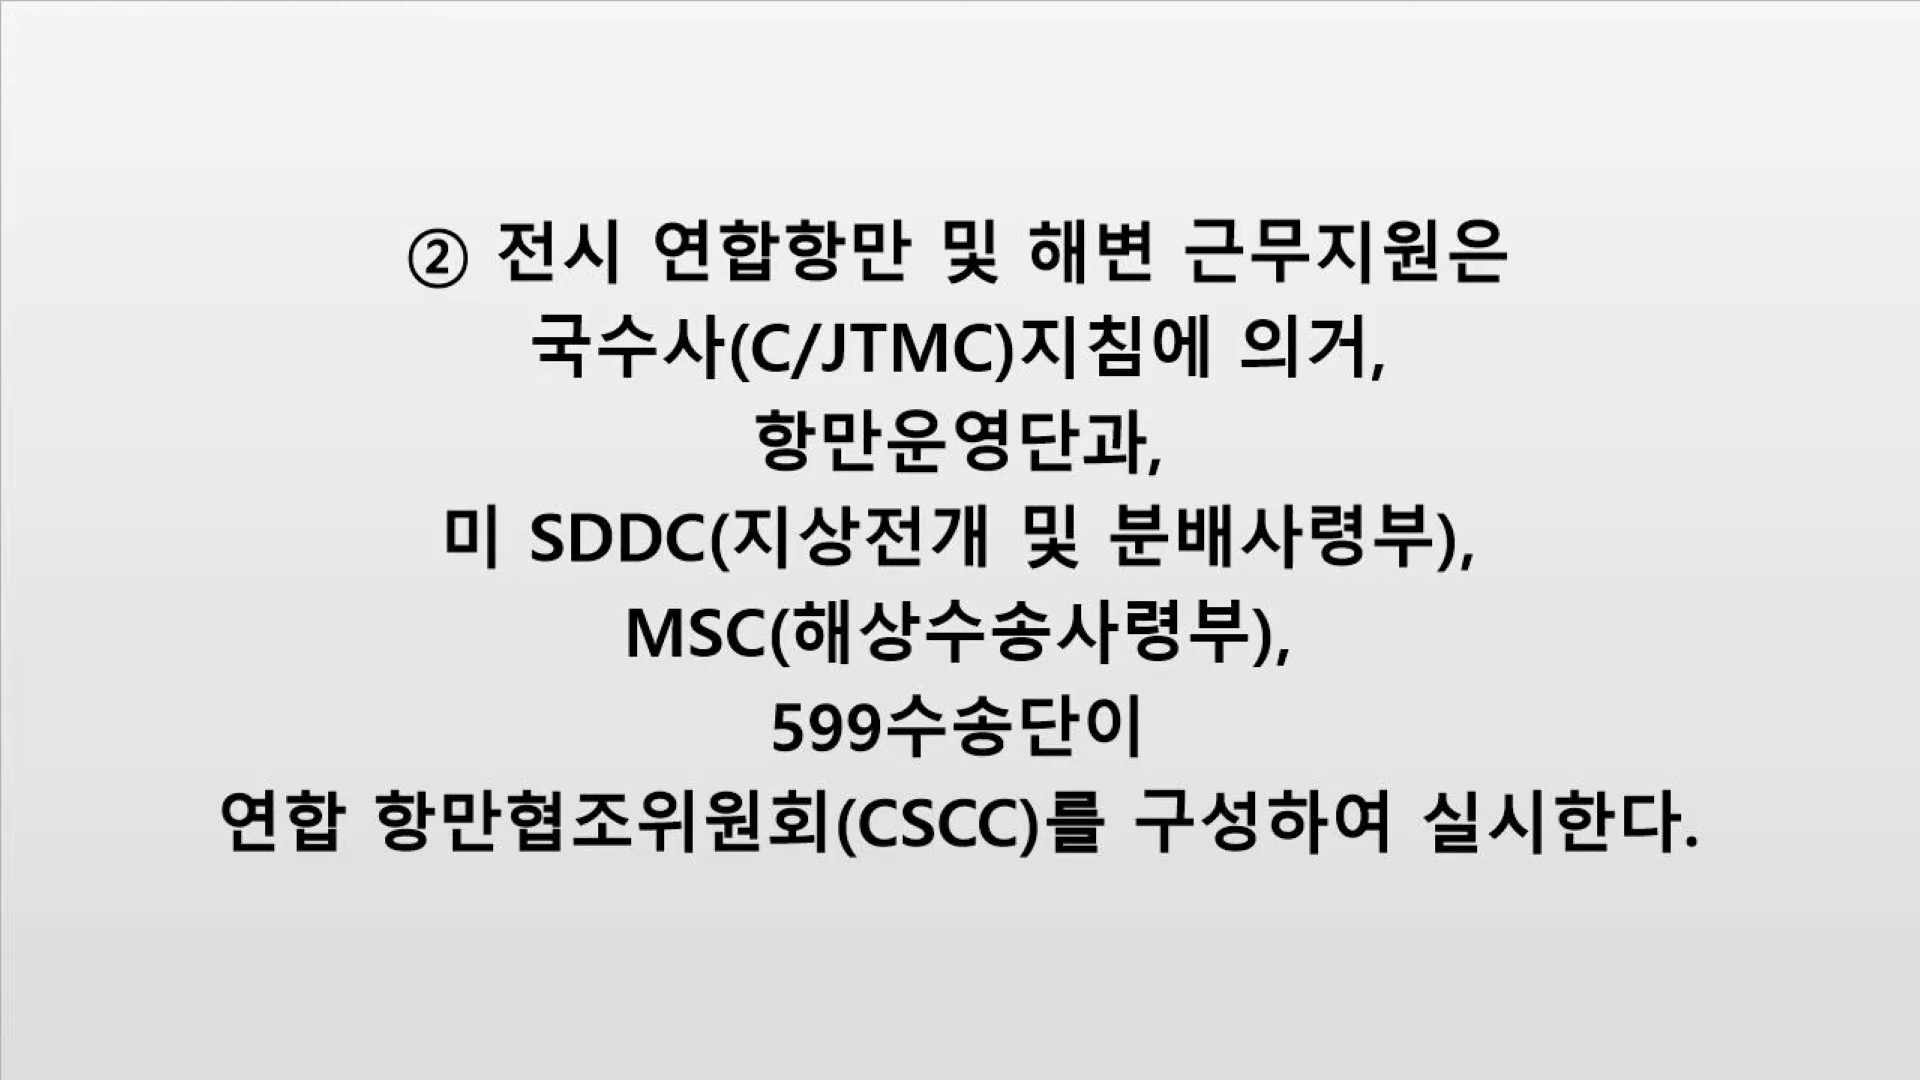 ② 전시 연합항만 및 해변 근무지원은
국수사(C/JTMC)지침에 의거,
항만운영단과,
미 SDDC(지상전개 및 분배사령부),
MSC(해상수송사령부),
599수송단이
연합 항만협조위원회(CSCC)를 구성하여 실시한다.